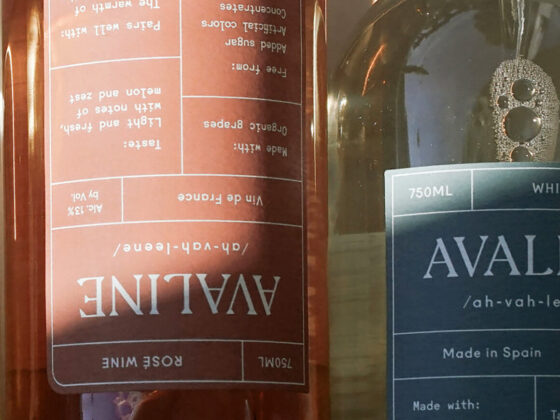 750ML
ROSÉ WINE
AVALINE
/ah-vah-leene/
Vin de France
Alc. 13%
by Vol.
Made with:
Organic grapes
Taste:
Light and fresh,
with notes of
melon and zest
Free from:
Added sugar
Artificial colors
Concentrates
Pairs well with:
The warmth of
750ML
WHI
AVALI
/ah-vah-le
Made in Spain
Made with: